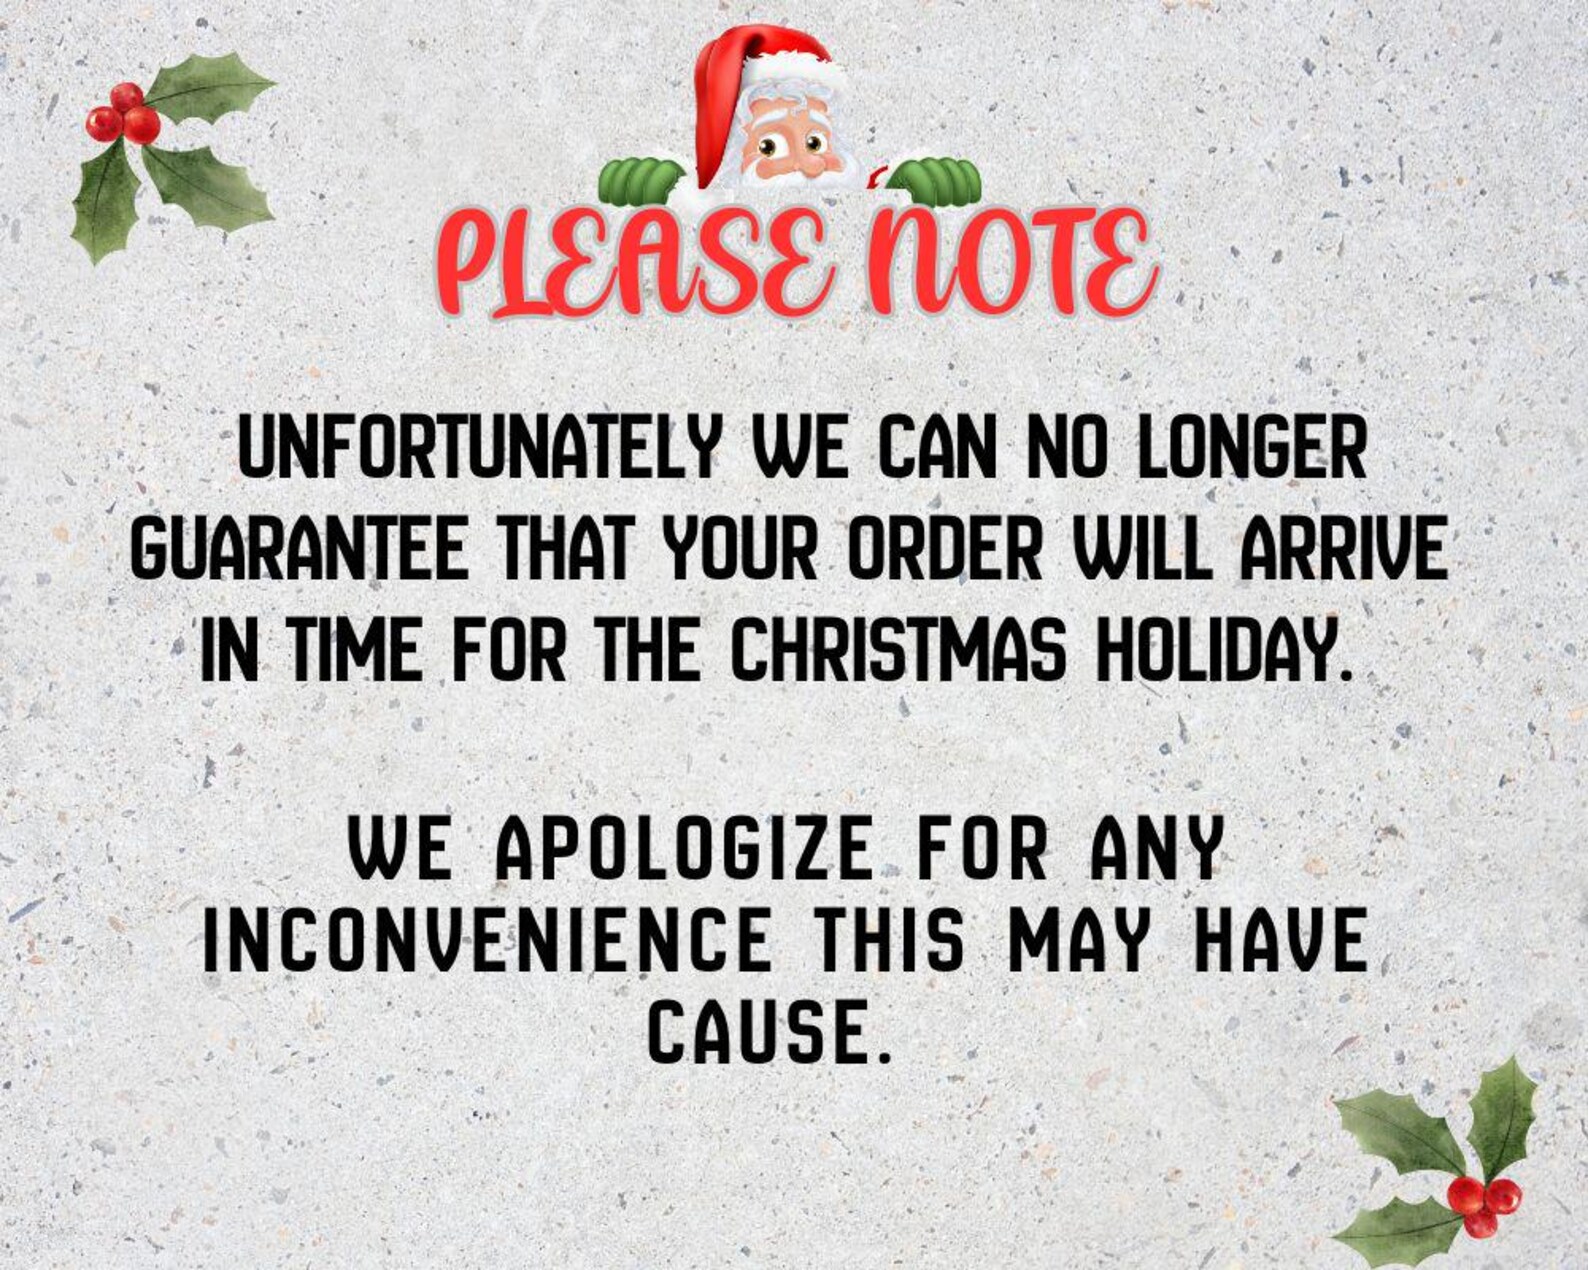 PLEASE NOTE
UNFORTUNATELY WE CAN NO LONGER
GUARANTEE THAT YOUR ORDER WILL ARRIVE
IN TIME FOR THE CHRISTMAS HOLIDAY.
WE APOLOGIZE FOR ANY
INCONVENIENCE THIS MAY HAVE
CAUSE.